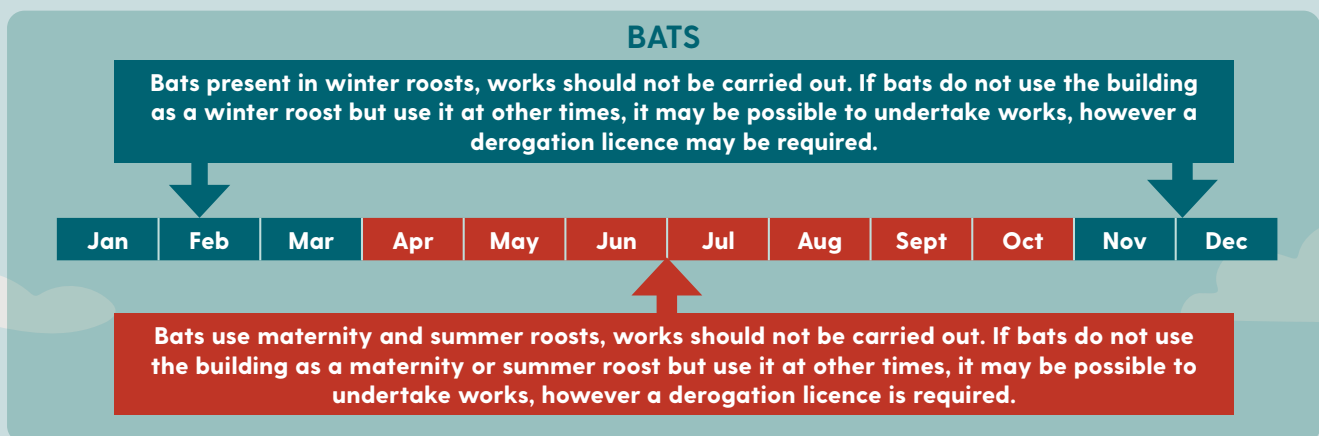 BATS
Bats present in winter roosts, works should not be carried out. If bats do not use the building
as a winter roost but use it at other times, it may be possible to undertake works, however a
derogation licence may be required.
Jan Feb Mar Apr May Jun Jul Aug Sept Oct Nov Dec
Bats use maternity and summer roosts, works should not be carried out. If bats do not use
the building as a maternity or summer roost but use it at other times, it may be possible to
undertake works, however a derogation licence is required.